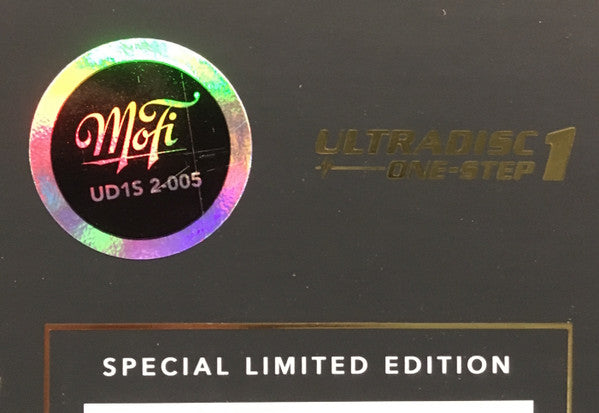 MoFi
UD1S 2-005
ULTRADISC
ONE-STEP 1
SPECIAL LIMITED EDITION